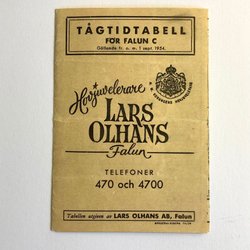 TÅGTIDTABELL
FÖR FALUN C
Gällande fr. o. m. 1 sept. 1954.
Hovjuvelerare
LARS
OLHANS
Falun
TELEFONER
470 och 4700
Tabellen utgiven av LARS OLHANS AB, Falun